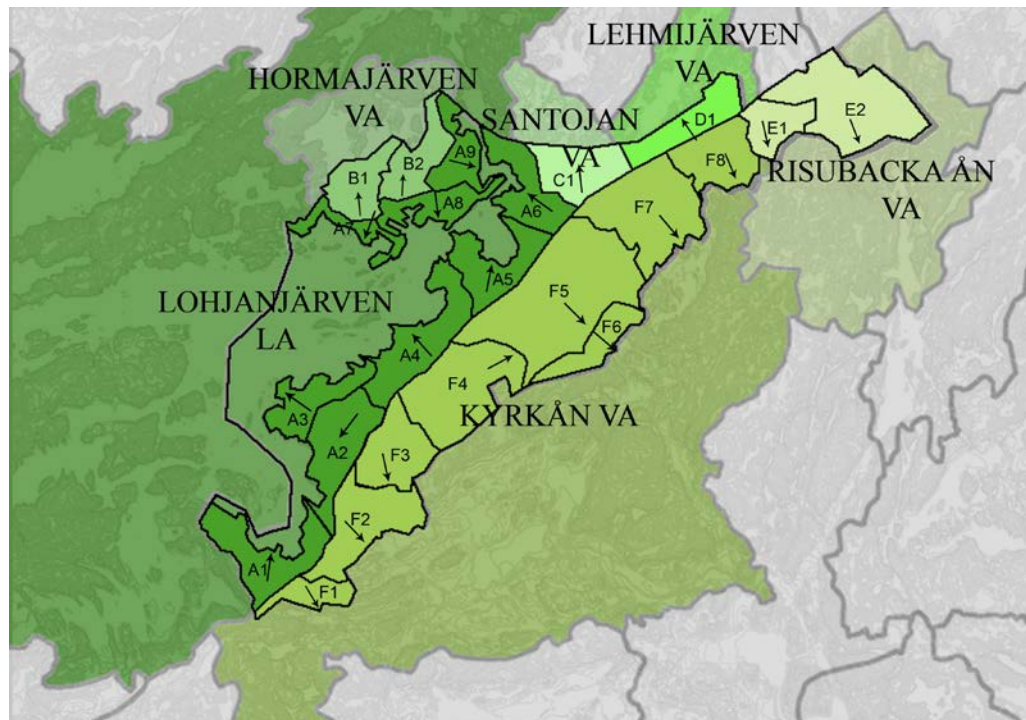 LEHMIJÄRVEN
VA
HORMAJÄRVEN
VA
SANTOJAN
VA
D1
E1
E2
F8
RISUBACKA ÅN
VA
A9
B2
B1
C1
A8
A7
A6
F7
A5
F5
LOHJANJÄRVEN
LA
F6
A4
F4
KYRKÅN VA
A3
A2
F3
F2
A1
F1